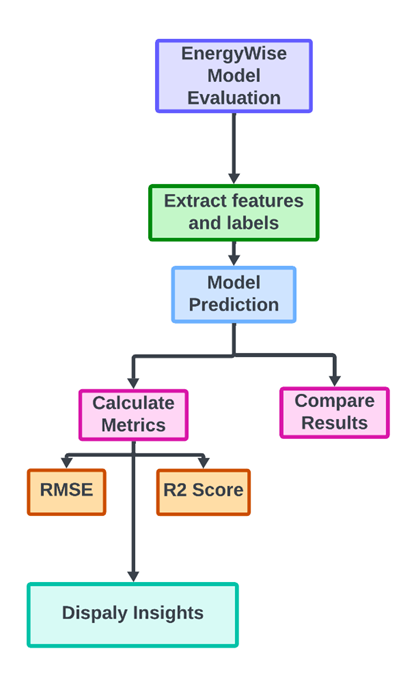 EnergyWise
Model
Evaluation
Extract features
and labels
Model
Prediction
Calculate
Metrics
Compare
Results
RMSE
R2 Score
Dispaly Insights